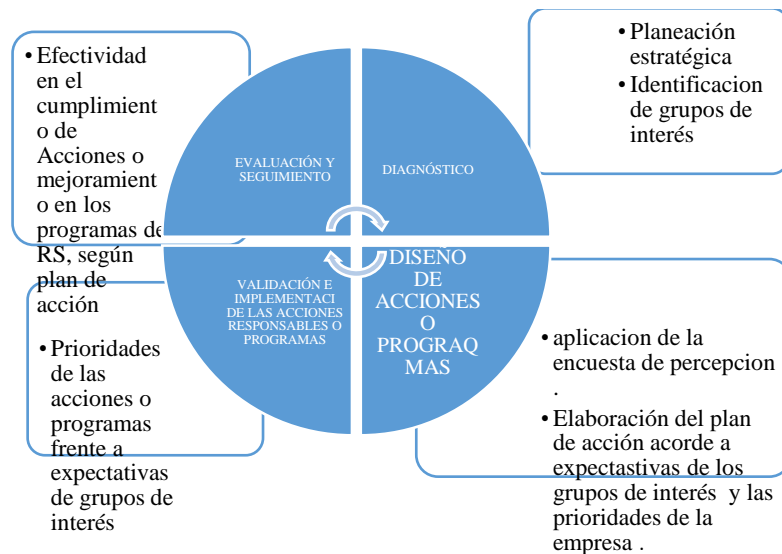 • Efectividad
en el
cumplimient
o de
Acciones o
mejoramient
o en los
programas de
RS, según
plan de
acción
• Planeación
estratégica
• Identificacion
de grupos de
interés
EVALUACIÓN Y
SEGUIMIENTO
DIAGNÓSTICO
VALIDACIÓN E
IMPLEMENTACI
DE LAS ACCIONES
RESPONSABLES O
PROGRAMAS
DISEÑO
DE
ACCIONES
O
PROGRAQ
MAS
• Prioridades
de las
acciones o
programas
frente a
expectativas
de grupos de
interés
• aplicacion de la
encuesta de percepcion
.
• Elaboración del plan
de acción acorde a
expectastivas de los
grupos de interés y las
prioridades de la
empresa .